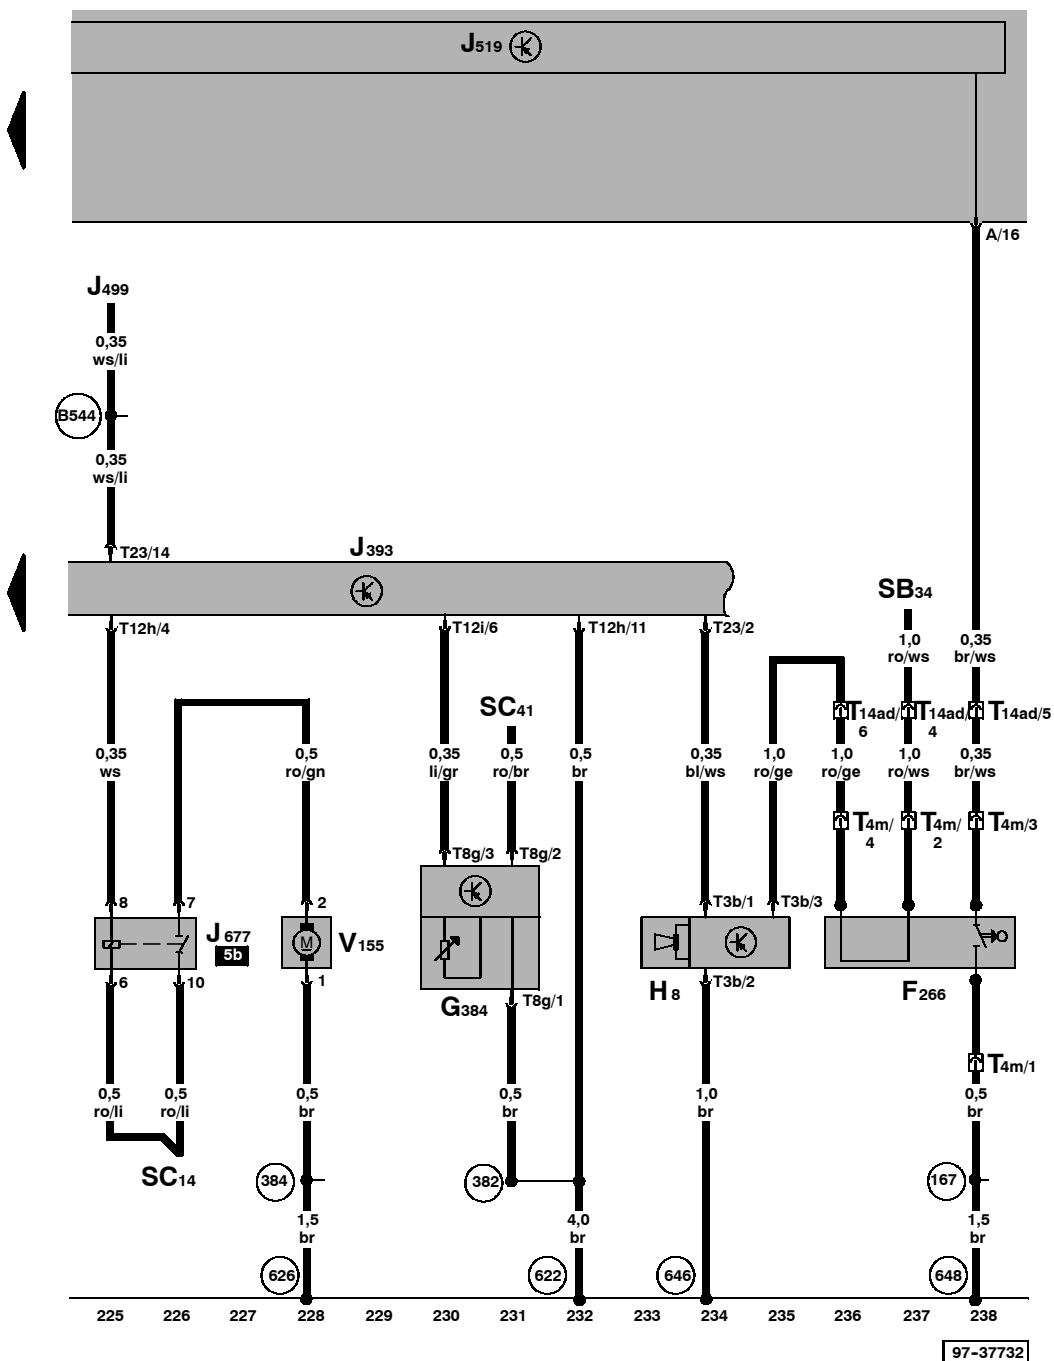 J519
A/16
J499
0,35
ws/li
B544
0,35
ws/li
T23/14
J393
T12h/4
T12i/6
T12h/11
T23/2
SB34
1,0
ro/ws
0,35
br/ws
SC41
T14ad/
6
T14ad/
4
T14ad/5
0,35
ws
0,5
ro/gn
0,35
li/gr
0,5
ro/br
0,5
br
0,35
bl/ws
1,0
ro/ge
1,0
ro/ge
1,0
ro/ws
0,35
br/ws
T4m/
4
T4m/
2
T4m/3
T8g/3
T8g/2
8
7
2
T3b/1
T3b/3
J677
5b
M
V155
6
10
1
T8g/1
G384
T3b/2
H8
F266
T4m/1
0,5
ro/li
0,5
ro/li
0,5
br
0,5
br
1,0
br
0,5
br
SC14
384
382
167
1,5
br
4,0
br
1,5
br
626
622
646
648
225 226 227 228 229 230 231 232 233 234 235 236 237 238
97-37732